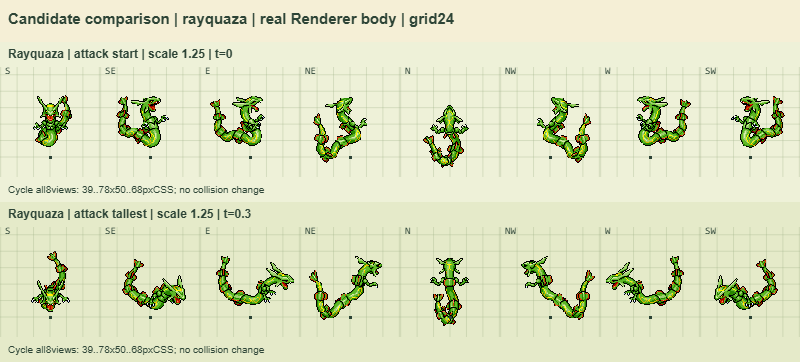 Candidate comparison | rayquaza | real Renderer body | grid24
Rayquaza | attack start | scale 1.25 | t=0
S SE E NE N NW W SW
Cycle all8views: 39..78x50..68pxCSS; no collision change
Rayquaza | attack tallest | scale 1.25 | t=0.3
S SE E NE N NW W SW
Cycle all8views: 39..78x50..68pxCSS; no collision change